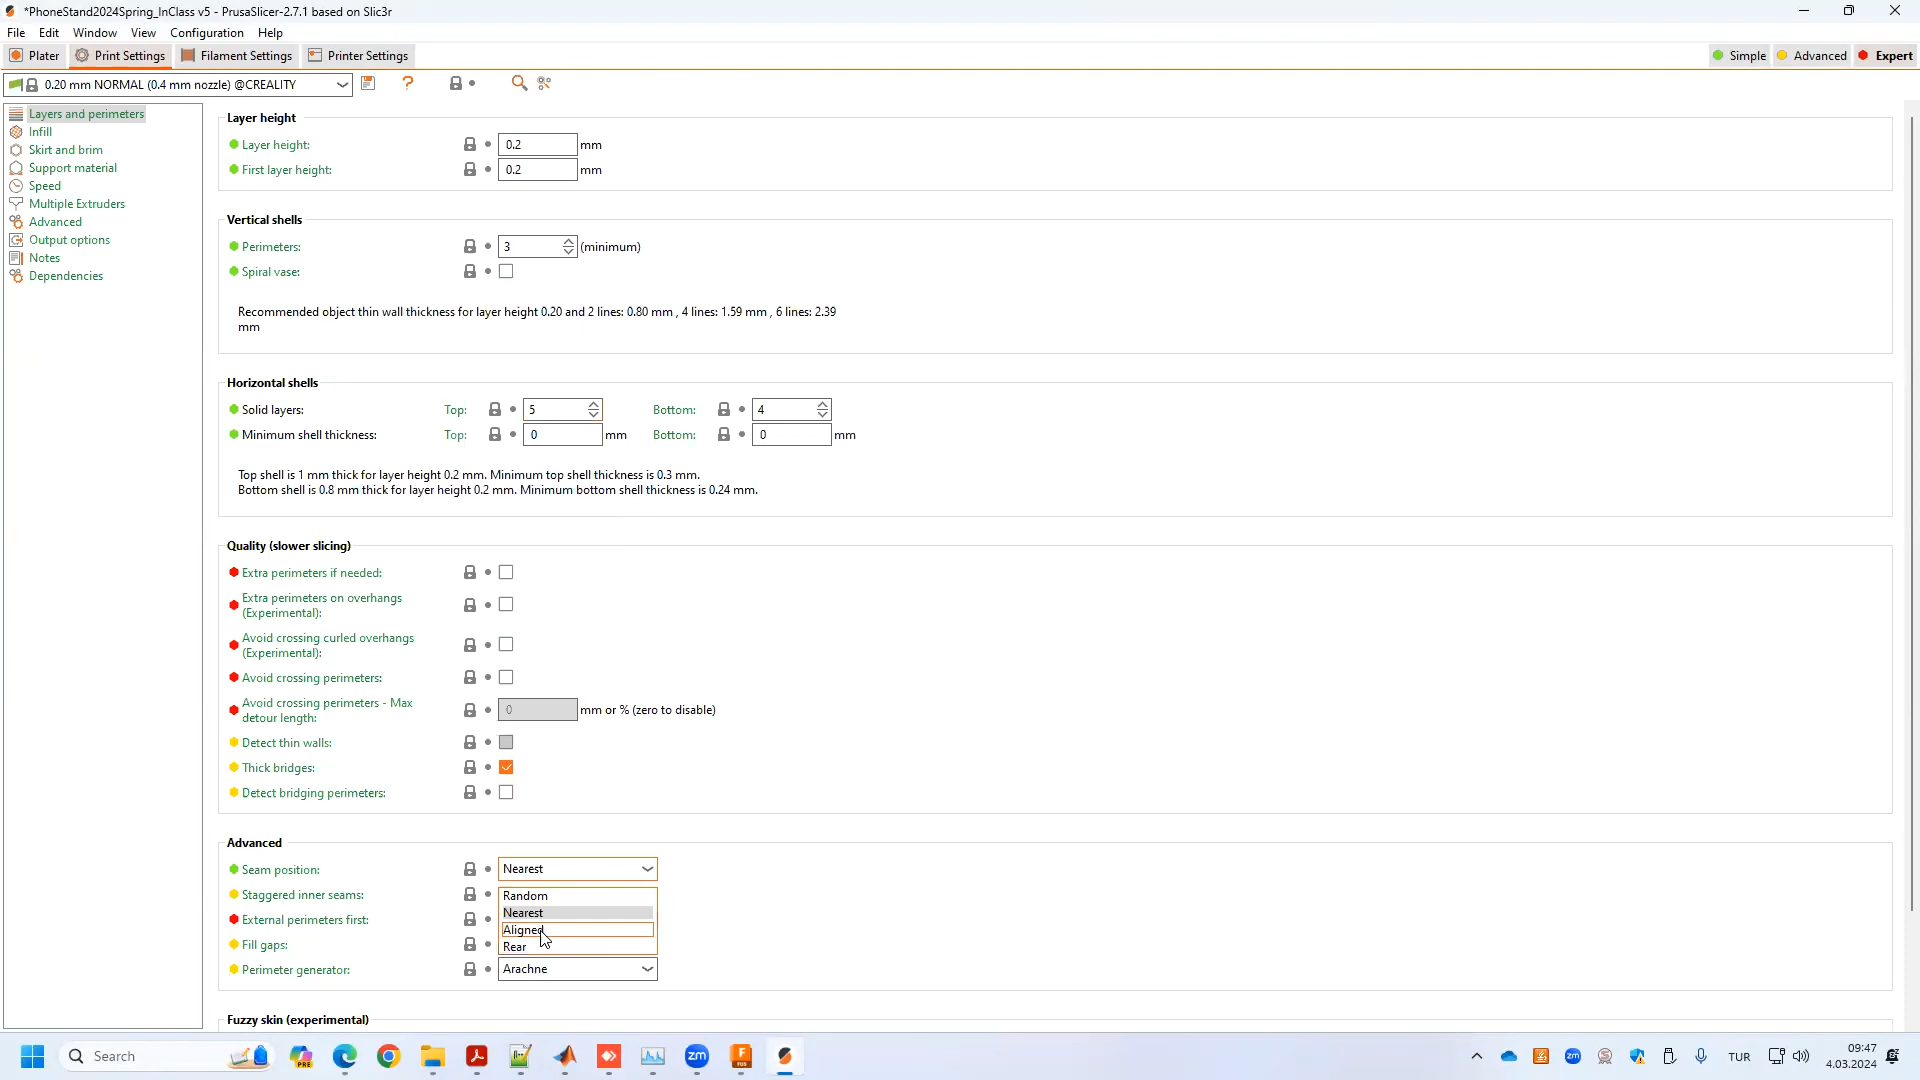 *PhoneStand2024Spring_InClass v5 - PrusaSlicer-2.7.1 based on Slic3r
File Edit Window View Configuration Help
Plater Print Settings Filament Settings Printer Settings Simple Advanced Expert
0.20 mm NORMAL (0.4 mm nozzle) @CREALITY ?
Layers and perimeters
Infill
Skirt and brim
Support material
Speed
Multiple Extruders
Advanced
Output options
Notes
Dependencies
Layer height
Layer height: 0.2 mm
First layer height: 0.2 mm
Vertical shells
Perimeters: 3 (minimum)
Spiral vase:
Recommended object thin wall thickness for layer height 0.20 and 2 lines: 0.80 mm , 4 lines: 1.59 mm , 6 lines: 2.39
mm
Horizontal shells
Solid layers: Top: 5 Bottom: 4
Minimum shell thickness: Top: 0 mm Bottom: 0 mm
Top shell is 1 mm thick for layer height 0.2 mm. Minimum top shell thickness is 0.3 mm.
Bottom shell is 0.8 mm thick for layer height 0.2 mm. Minimum bottom shell thickness is 0.24 mm.
Quality (slower slicing)
Extra perimeters if needed:
Extra perimeters on overhangs
(Experimental):
Avoid crossing curled overhangs
(Experimental):
Avoid crossing perimeters:
Avoid crossing perimeters - Max
detour length: 0 mm or % (zero to disable)
Detect thin walls:
Thick bridges:
Detect bridging perimeters:
Advanced
Seam position: Nearest
Staggered inner seams: Random
Nearest
External perimeters first:
Aligned
Fill gaps: Rear
Perimeter generator: Arachne
Fuzzy skin (experimental)
Search PRE zm F FUS zm TUR 09:47
4.03.2024